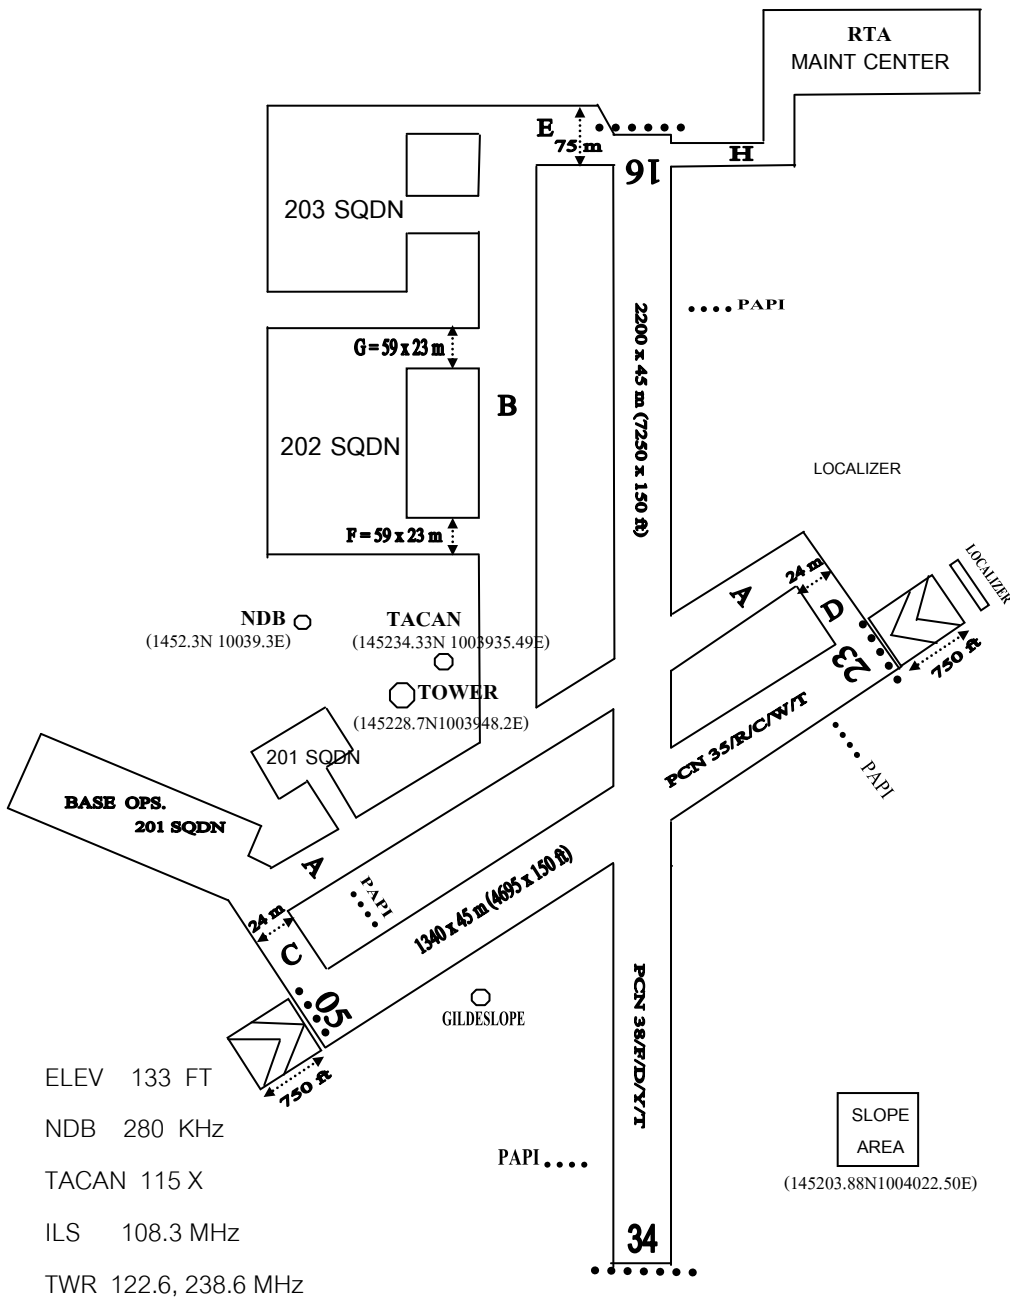 RTA
MAINT CENTER
E
75 m
16
H
203 SQDN
2200 x 45 m (7250 x 150 ft)
PAPI
G = 59 x 23 m
B
202 SQDN
LOCALIZER
F = 59 x 23 m
LOCALIZER
24 m
A
D
23
750 ft
NDB
(1452.3N 10039.3E)
TACAN
(145234.33N 1003935.49E)
TOWER
(145228.7N1003948.2E)
PCN 35/R/C/W/T
PAPI
201 SQDN
BASE OPS.
201 SQDN
A
PAPI
1340 x 45 m (4695 x 150 ft)
24 m
C
05
GILDESLOPE
PCN 38/F/D/X/T
750 ft
ELEV 133 FT
NDB 280 KHz
TACAN 115 X
ILS 108.3 MHz
TWR 122.6, 238.6 MHz
PAPI
34
SLOPE
AREA
(145203.88N1004022.50E)